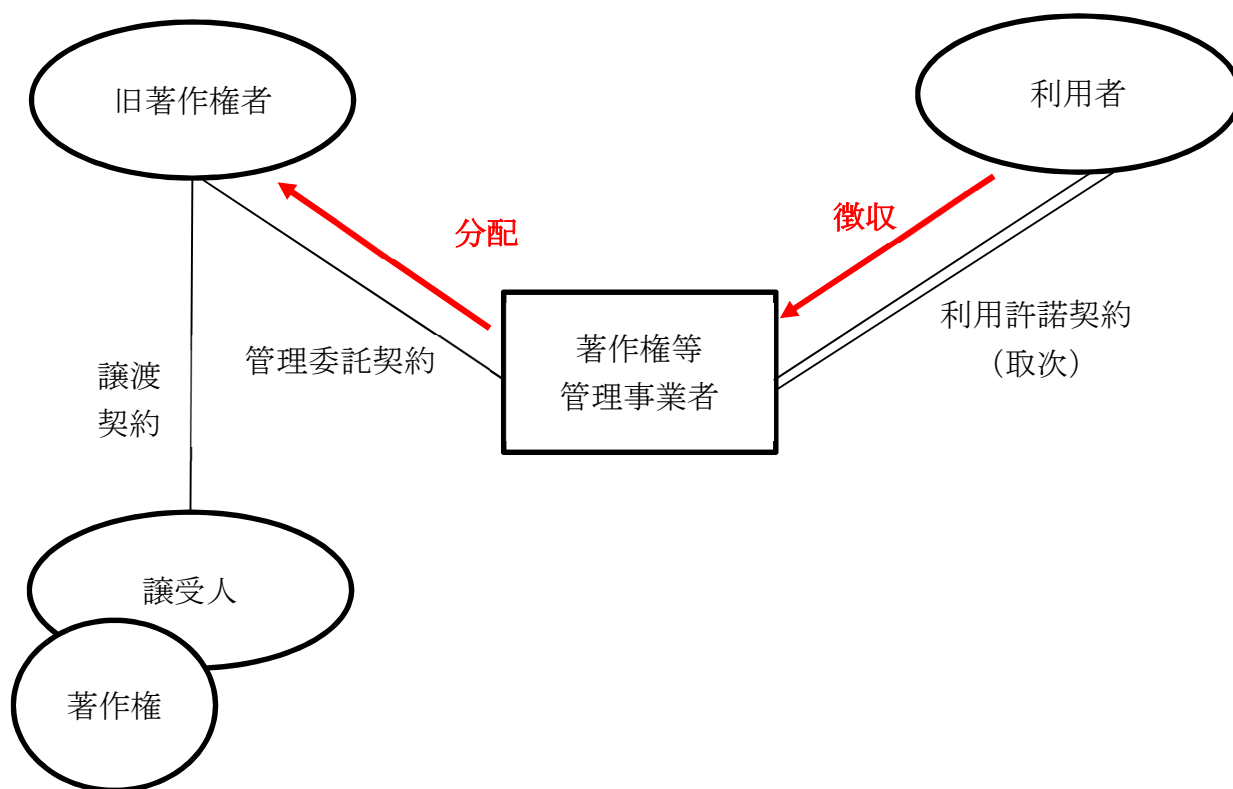 旧著作権者
利用者
分配
徴収
著作権等
管理事業者
利用許諾契約
（取次）
管理委託契約
譲渡
契約
譲受人
著作権